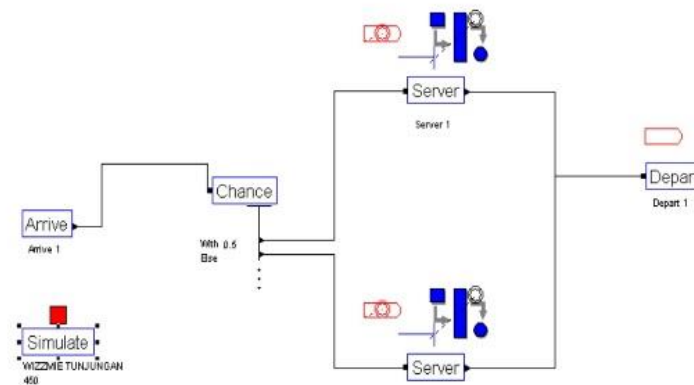 Server
Server 1
Depar
Depart 1
Chance
Arrive
Arrive 1
With 0.5
Else
Simulate
WIZZMIE TUNJUNGAN
450
Server